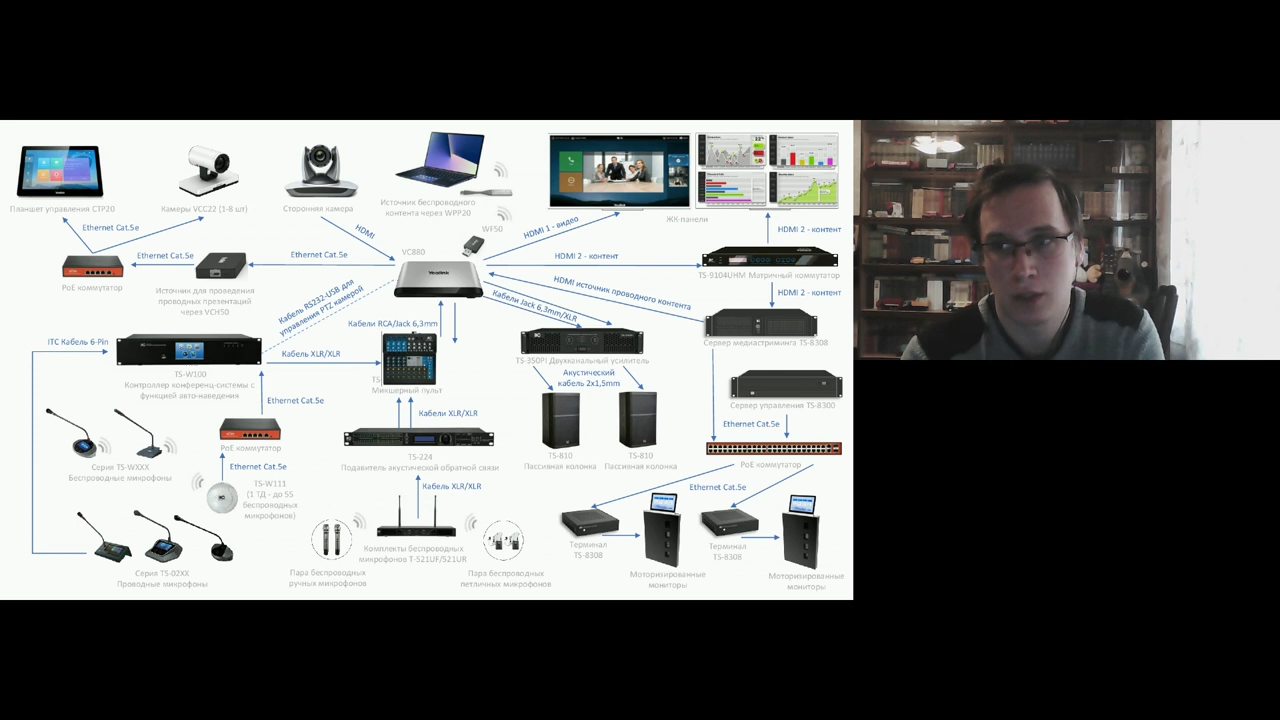 Планшет управления CTP20
Камеры VCC22 (1-8 шт)
Сторонняя камера
Источник беспроводного
контента через WPP20
WF50
ЖК-панели
Ethernet Cat.5e
HDMI
HDMI 1 - видео
HDMI 2 - контент
PoE коммутатор
Ethernet Cat.5e
Источник для проведения
проводных презентаций
через VCH50
Ethernet Cat.5e
VC880
Yealink
HDMI 2 - контент
TS-9104UHM Матричный коммутатор
HDMI источник проводного контента
HDMI 2 - контент
Кабель RS232-USB для
управления PTZ-камерой
Кабели Jack 6,3mm/XLR
Сервер медиастриминга TS-8308
ITC Кабель 6-Pin
TS-W100
Контроллер конференц-системы с
функцией авто-наведения
Кабель XLR/XLR
Кабели RCA/Jack 6,3mm
Микшерный пульт
TS-350PI Двухканальный усилитель
Акустический
кабель 2x1,5mm
Сервер управления TS-8300
Ethernet Cat.5e
PoE коммутатор
Кабели XLR/XLR
Ethernet Cat.5e
PoE коммутатор
Серия TS-WXXX
Беспроводные микрофоны
Ethernet Cat.5e
TS-W111
(1 ТД - до 55
беспроводных
микрофонов)
TS-224
Подавитель акустической обратной связи
TS-810
Пассивная колонка
TS-810
Пассивная колонка
Кабель XLR/XLR
Ethernet Cat.5e
Серия TS-02XX
Проводные микрофоны
Пара беспроводных
ручных микрофонов
Комплекты беспроводных
микрофонов T-521UF/521UR
Пара беспроводных
петличных микрофонов
Терминал
TS-8308
Моторизированные
мониторы
Терминал
TS-8308
Моторизированные
мониторы